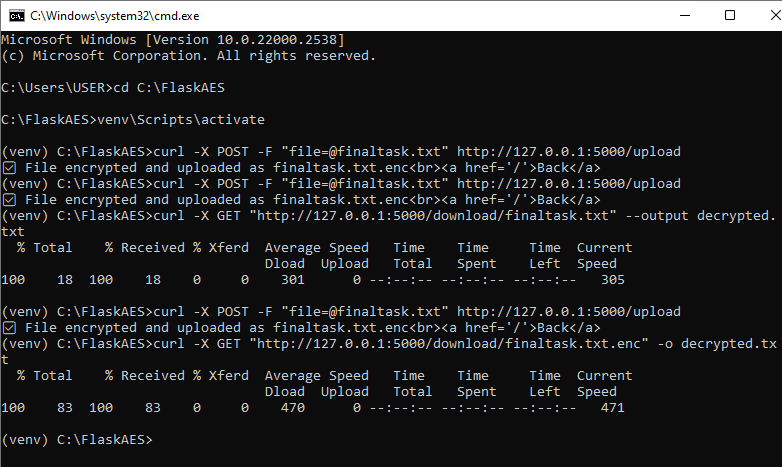 C:\Windows\system32\cmd.exe
Microsoft Windows [Version 10.0.22000.2538]
(c) Microsoft Corporation. All rights reserved.
C:\Users\USER>cd C:\FlaskAES
C:\FlaskAES>venv\Scripts\activate
(venv) C:\FlaskAES>curl -X POST -F "file=@finaltask.txt" http://127.0.0.1:5000/upload
☑ File encrypted and uploaded as finaltask.txt.enc<br><a href='/'>Back</a>
(venv) C:\FlaskAES>curl -X POST -F "file=@finaltask.txt" http://127.0.0.1:5000/upload
☑ File encrypted and uploaded as finaltask.txt.enc<br><a href='/'>Back</a>
(venv) C:\FlaskAES>curl -X GET "http://127.0.0.1:5000/download/finaltask.txt" --output decrypted.
txt
  % Total    % Received % Xferd  Average Speed   Time    Time     Time  Current
                                 Dload  Upload   Total   Spent    Left  Speed
100    18  100    18    0     0    301      0 --:--:-- --:--:-- --:--:--   305
(venv) C:\FlaskAES>curl -X POST -F "file=@finaltask.txt" http://127.0.0.1:5000/upload
☑ File encrypted and uploaded as finaltask.txt.enc<br><a href='/'>Back</a>
(venv) C:\FlaskAES>curl -X GET "http://127.0.0.1:5000/download/finaltask.txt.enc" -o decrypted.tx
t
  % Total    % Received % Xferd  Average Speed   Time    Time     Time  Current
                                 Dload  Upload   Total   Spent    Left  Speed
100    83  100    83    0     0    470      0 --:--:-- --:--:-- --:--:--   471
(venv) C:\FlaskAES>